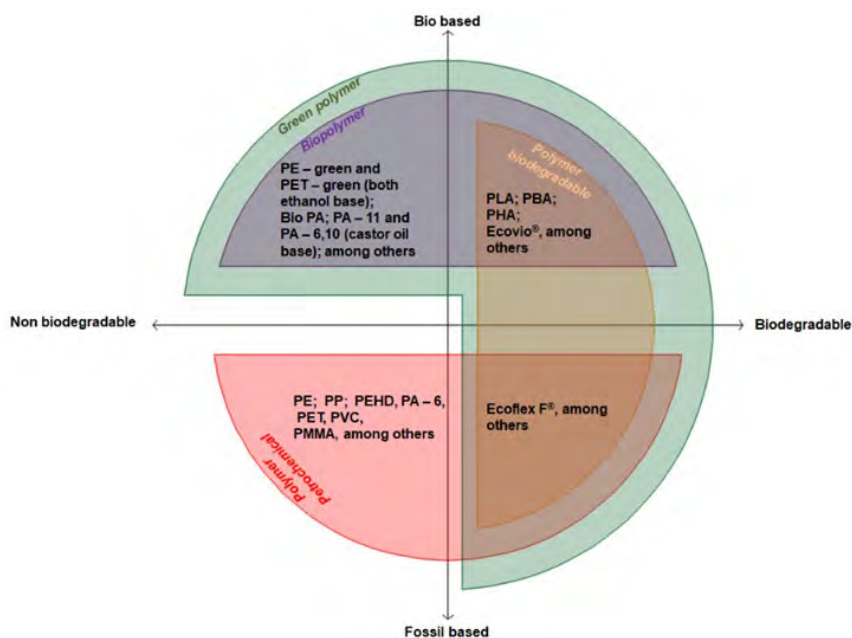 Bio based
Green polymer
Biopolymer
Polymer
biodegradable
PE – green and
PET – green (both
ethanol base);
Bio PA; PA – 11 and
PA – 6,10 (castor oil
base); among others
PLA; PBA;
PHA;
Ecovio®, among
others
Non biodegradable
Biodegradable
PE; PP; PEHD, PA – 6,
PET, PVC,
PMMA, among others
Ecoflex F®, among
others
Polymer
Petrochemical
Fossil based